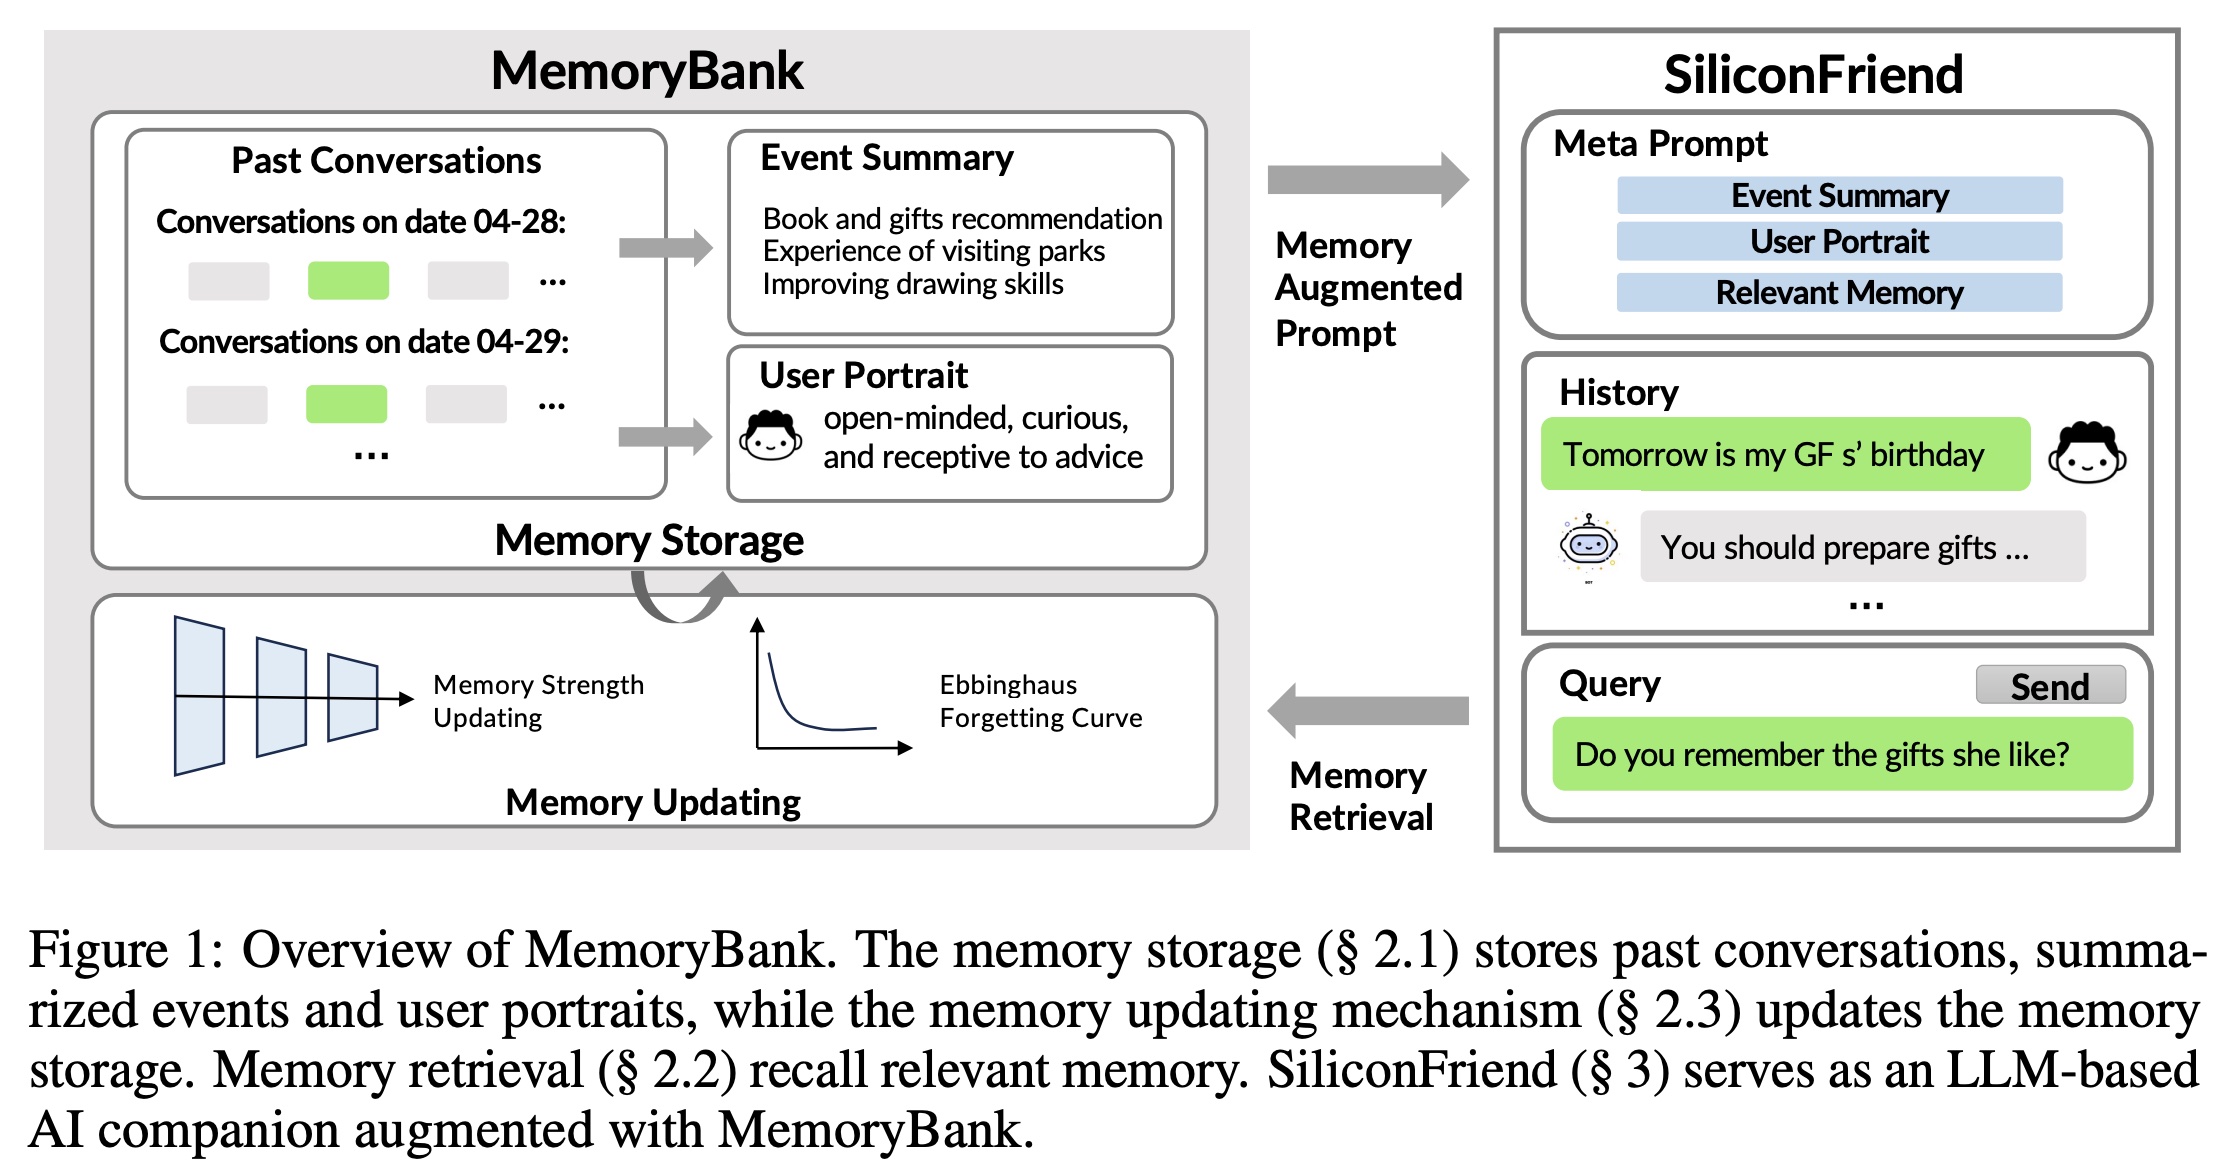 MemoryBank
Past Conversations
Conversations on date 04-28:
...
Conversations on date 04-29:
...
...
Event Summary
Book and gifts recommendation
Experience of visiting parks
Improving drawing skills
User Portrait
open-minded, curious,
and receptive to advice
Memory Storage
Memory Strength
Updating
Ebbinghaus
Forgetting Curve
Memory Updating
Memory
Augmented
Prompt
Memory
Retrieval
SiliconFriend
Meta Prompt
Event Summary
User Portrait
Relevant Memory
History
Tomorrow is my GF s’ birthday
You should prepare gifts ...
...
Query
Send
Do you remember the gifts she like?
Figure 1: Overview of MemoryBank. The memory storage (§ 2.1) stores past conversations, summa-
rized events and user portraits, while the memory updating mechanism (§ 2.3) updates the memory
storage. Memory retrieval (§ 2.2) recall relevant memory. SiliconFriend (§ 3) serves as an LLM-based
AI companion augmented with MemoryBank.